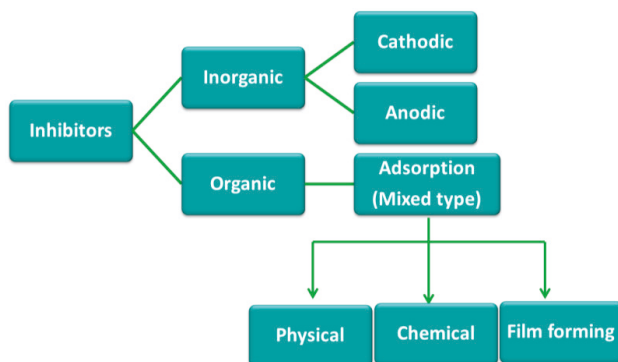 Cathodic
Inorganic
Anodic
Inhibitors
Organic
Adsorption
(Mixed type)
Physical
Chemical
Film forming